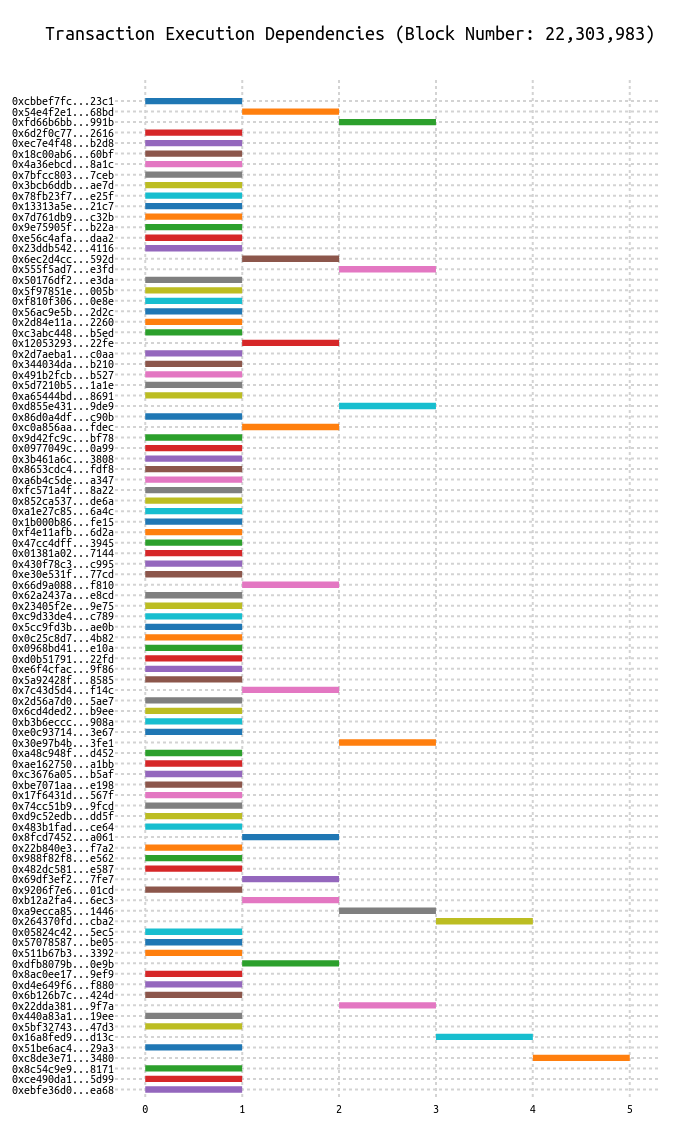 Transaction Execution Dependencies (Block Number: 22,303,983)
0xcbbef7fc...23c1
0x54e4f2e1...68bd
0xfd66b6bb...991b
0x6d2f0c77...2616
0xec7e4f48...b2d8
0x18c00ab6...60bf
0x4a36ebcd...8a1c
0x7bfcc803...7ceb
0x3bcb6ddb...ae7d
0x78fb23f7...e25f
0x13313a5e...21c7
0x7d761db9...c32b
0x9e75905f...b22a
0xe56c4afa...daa2
0x23ddb542...4116
0x6ec2d4cc...592d
0x555f5ad7...e3fd
0x50176df2...e3da
0x5f97851e...005b
0xf810f306...0e8e
0x56ac9e5b...2d2c
0x2d84e11a...2260
0xc3abc448...b5ed
0x12053293...22fe
0x2d7aeba1...c0aa
0x344034da...b210
0x491b2fcb...b527
0x5d7210b5...1a1e
0xa65444bd...8691
0xd855e431...9de9
0x86d0a4df...c90b
0xc0a856aa...fdec
0x9d42fc9c...bf78
0x0977049c...0a99
0x3b461a6c...3808
0x8653cdc4...fdf8
0xa6b4c5de...a347
0xfc571a4f...8a22
0x852ca537...de6a
0xa1e27c85...6a4c
0x1b000b86...fe15
0xf4e11afb...6d2a
0x47cc4dff...3945
0x01381a02...7144
0x430f78c3...c995
0xe30e531f...77cd
0x66d9a088...f810
0x62a2437a...e8cd
0x23405f2e...9e75
0xc9d33de4...c789
0x5cc9fd3b...ae0b
0x0c25c8d7...4b82
0x0968bd41...e10a
0xd0b51791...22fd
0xe6f4cfac...9f86
0x5a92428f...8585
0x7c43d5d4...f14c
0x2d56a7d0...5ae7
0x6cd4ded2...b9ee
0xb3b6eccc...908a
0xe0c93714...3e67
0x30e97b4b...3fe1
0xa48c948f...d452
0xae162750...a1bb
0xc3676a05...b5af
0xbe7071aa...e198
0x17f6431d...567f
0x74cc51b9...9fcd
0xd9c52edb...dd5f
0x483b1fad...ce64
0x8fcd7452...a061
0x22b840e3...f7a2
0x988f82f8...e562
0x482dc581...e587
0x69df3ef2...7fe7
0x9206f7e6...01cd
0xb12a2fa4...6ec3
0xa9ecca85...1446
0x264370fd...cba2
0x05824c42...5ec5
0x57078587...be05
0x511b67b3...3392
0xdfb8079b...0e9b
0x8ac0ee17...9ef9
0xd4e649f6...f880
0x6b126b7c...424d
0x22dda381...9f7a
0x440a83a1...19ee
0x5bf32743...47d3
0x16a8fed9...d13c
0x51be6ac4...29a3
0xc8de3e71...3480
0x8c54c9e9...8171
0xce490da1...5d99
0xebfe36d0...ea68
0 1 2 3 4 5